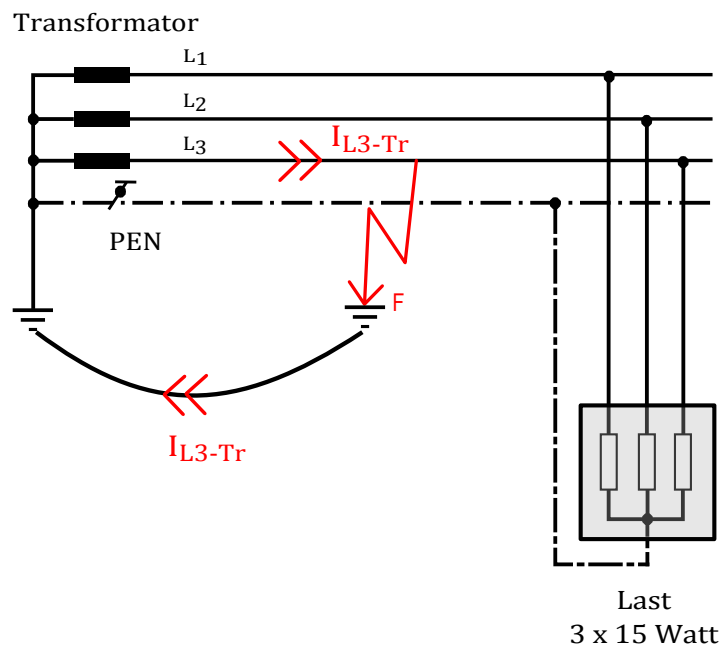 Transformator
L1
L2
L3
IL3-Tr
PEN
F
IL3-Tr
Last
3 x 15 Watt